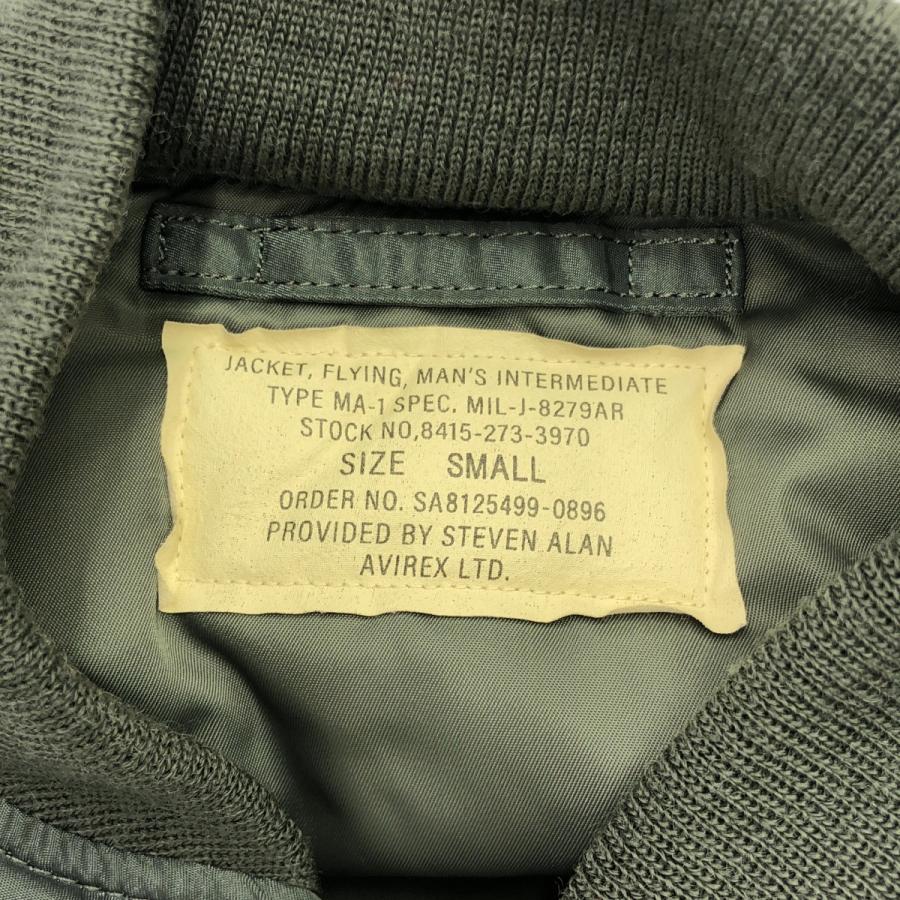 JACKET, FLYING, MAN'S INTERMEDIATE
TYPE MA-1 SPEC. MIL-J-8279AR
STOCK NO,8415-273-3970
SIZE SMALL
ORDER NO. SA8125499-0896
PROVIDED BY STEVEN ALAN
AVIREX LTD.